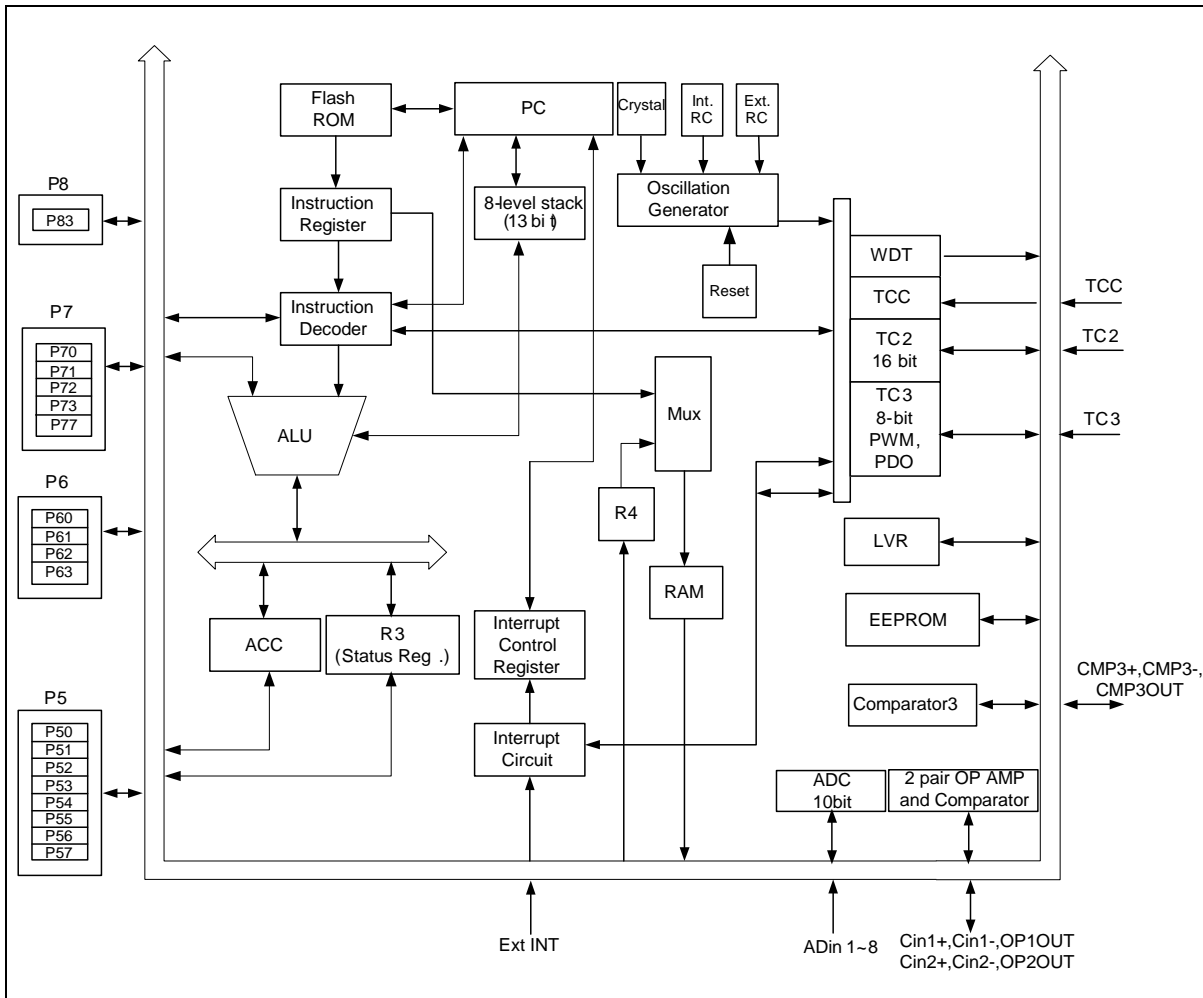 Flash
ROM
PC
Crystal
Int.
RC
Ext.
RC
P8
P83
Instruction
Register
8-level stack
(13 bit)
Oscillation
Generator
WDT
Reset
TCC
TCC
P7
P70
P71
P72
P73
P77
Instruction
Decoder
TC2
16 bit
TC2
ALU
Mux
TC3
8-bit
PWM,
PDO
TC3
P6
P60
P61
P62
P63
R4
LVR
RAM
EEPROM
ACC
R3
(Status Reg .)
Interrupt
Control
Register
CMP3+,CMP3-,
CMP3OUT
Comparator3
P5
P50
P51
P52
P53
P54
P55
P56
P57
Interrupt
Circuit
ADC
10bit
2 pair OP AMP
and Comparator
Ext INT
ADin 1~8
Cin1+,Cin1-,OP1OUT
Cin2+,Cin2-,OP2OUT